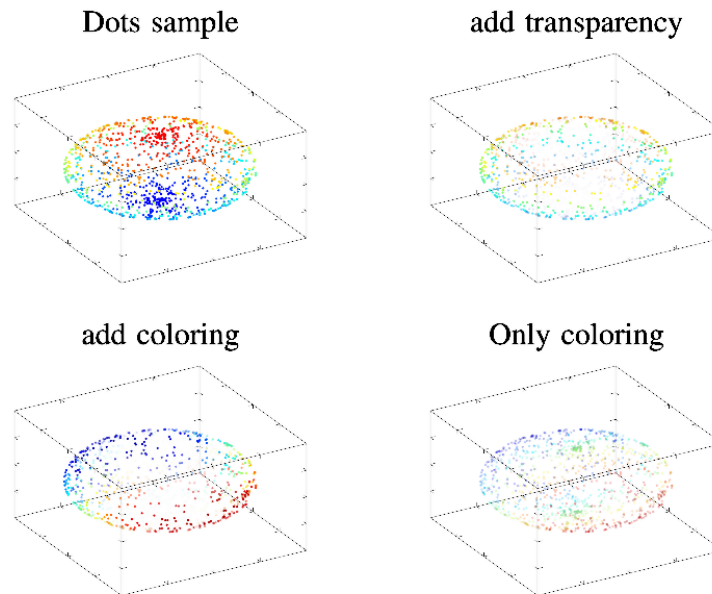 Dots sample
add transparency
add coloring
Only coloring